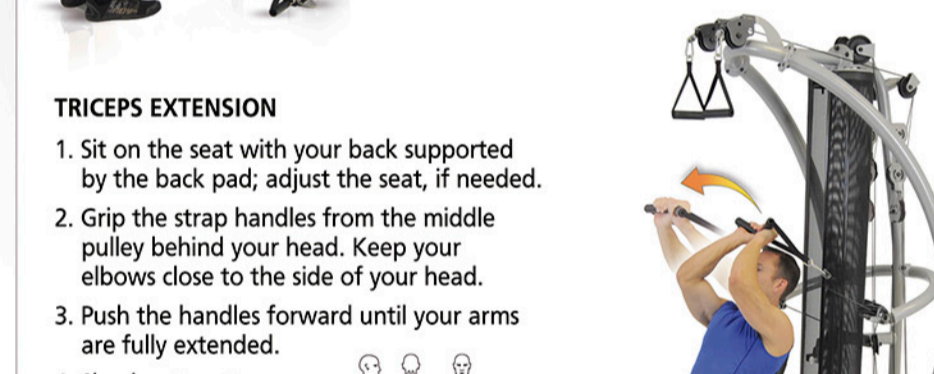 TRICEPS EXTENSION
1. Sit on the seat with your back supported
by the back pad; adjust the seat, if needed.
2. Grip the strap handles from the middle
pulley behind your head. Keep your
elbows close to the side of your head.
3. Push the handles forward until your arms
are fully extended.